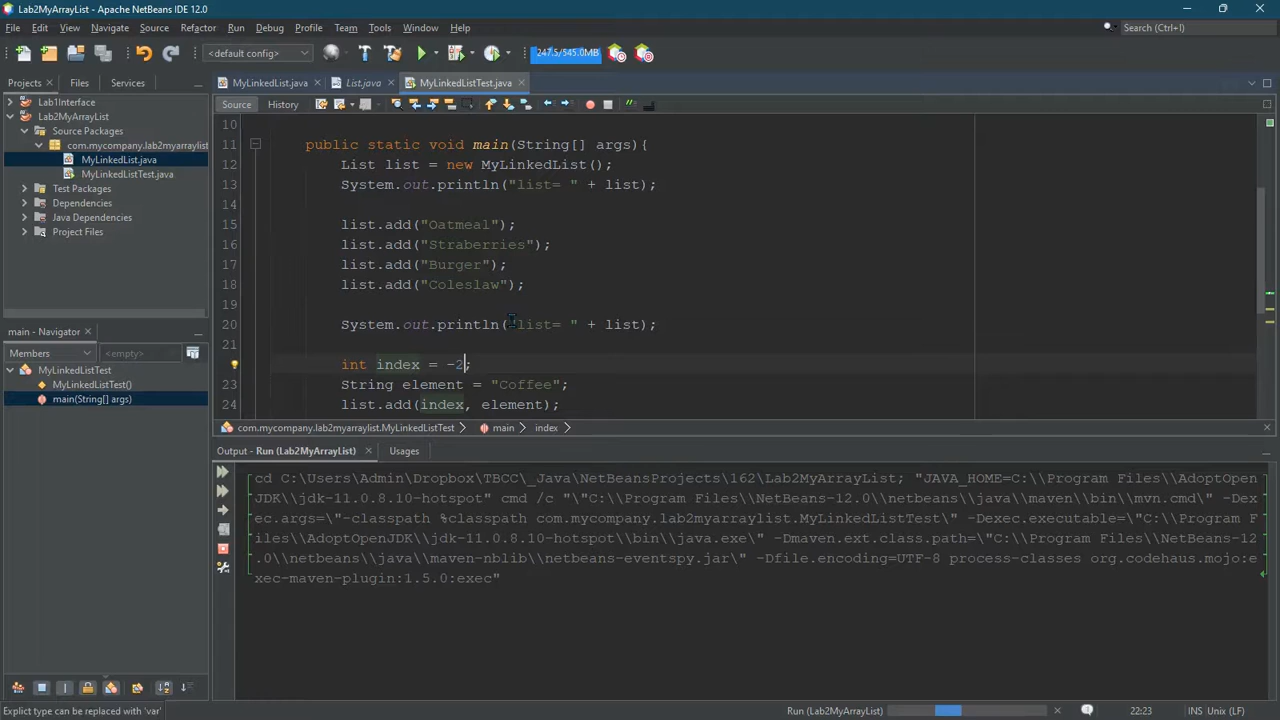 Lab2MyArrayList - Apache NetBeans IDE 12.0
File Edit View Navigate Source Refactor Run Debug Profile Team Tools Window Help
Search (Ctrl+I)
<default config>
247.5/545.0MB
Projects Files Services
MyLinkedList.java List.java MyLinkedListTest.java
Source History
Lab1Interface
Lab2MyArrayList
Source Packages
com.mycompany.lab2myarraylist
MyLinkedList.java
MyLinkedListTest.java
Test Packages
Dependencies
Java Dependencies
Project Files
10
11 public static void main(String[] args){
12 List list = new MyLinkedList();
13 System.out.println("list= " + list);
14
15 list.add("Oatmeal");
16 list.add("Straberries");
17 list.add("Burger");
18 list.add("Coleslaw");
19
20 System.out.println("list= " + list);
21
int index = -2;
23 String element = "Coffee";
24 list.add(index, element);
com.mycompany.lab2myarraylist.MyLinkedListTest main index
main - Navigator
Members <empty>
MyLinkedListTest
MyLinkedListTest()
main(String[] args)
Output - Run (Lab2MyArrayList) Usages
cd C:\Users\Admin\Dropbox\TBCC\_Java\NetBeansProjects\162\Lab2MyArrayList; "JAVA_HOME=C:\\Program Files\\AdoptOpen
JDK\\jdk-11.0.8.10-hotspot" cmd /c "\"C:\\Program Files\\NetBeans-12.0\\netbeans\\java\\maven\\bin\\mvn.cmd\" -Dex
ec.args=\"-classpath %classpath com.mycompany.lab2myarraylist.MyLinkedListTest\" -Dexec.executable=\"C:\\Program F
iles\\AdoptOpenJDK\\jdk-11.0.8.10-hotspot\\bin\\java.exe\" -Dmaven.ext.class.path=\"C:\\Program Files\\NetBeans-12
.0\\netbeans\\java\\maven-nblib\\netbeans-eventspy.jar\" -Dfile.encoding=UTF-8 process-classes org.codehaus.mojo:e
xec-maven-plugin:1.5.0:exec"
Explict type can be replaced with 'var'
Run (Lab2MyArrayList)
22:23
INS Unix (LF)